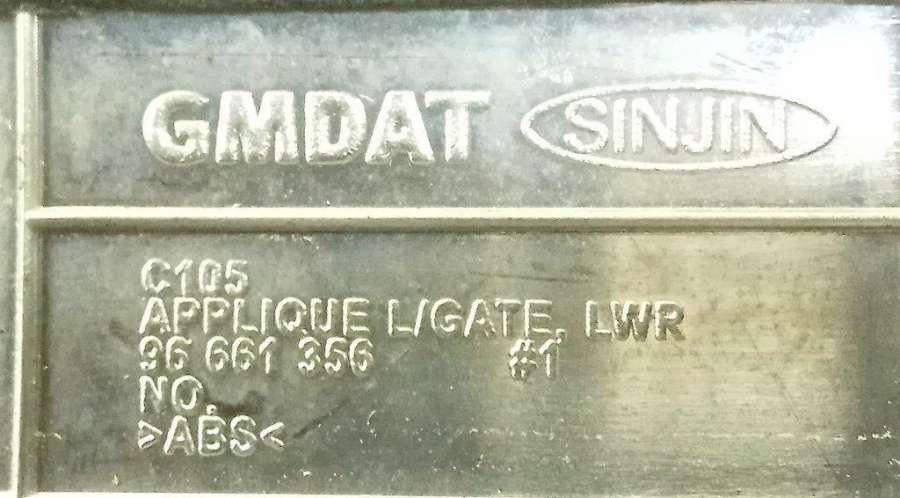 GMDAT SINJIN
C105
APPLIQUE L/GATE, LWR
96 661 356 #1
NO.
>ABS<